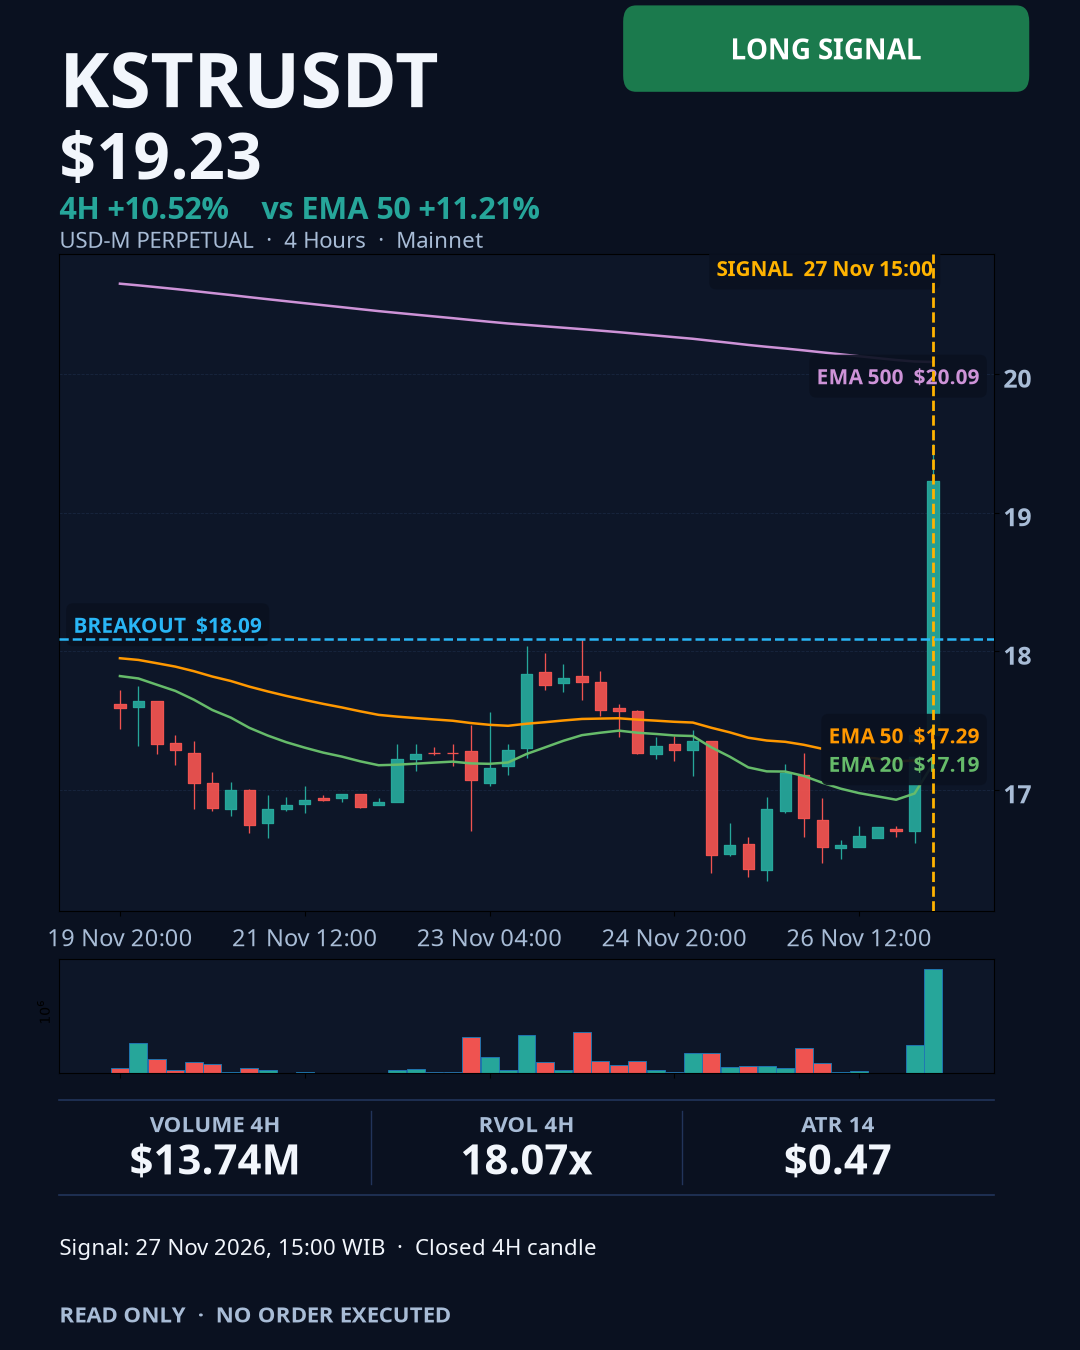 LONG SIGNAL
KSTRUSDT
$19.23
4H +10.52% vs EMA 50 +11.21%
USD-M PERPETUAL · 4 Hours · Mainnet
SIGNAL 27 Nov 15:00
EMA 500 $20.09
20
19
BREAKOUT $18.09
18
EMA 50 $17.29
EMA 20 $17.19
17
19 Nov 20:00 21 Nov 12:00 23 Nov 04:00 24 Nov 20:00 26 Nov 12:00
10⁶
VOLUME 4H RVOL 4H ATR 14
$13.74M 18.07x $0.47
Signal: 27 Nov 2026, 15:00 WIB · Closed 4H candle
READ ONLY · NO ORDER EXECUTED